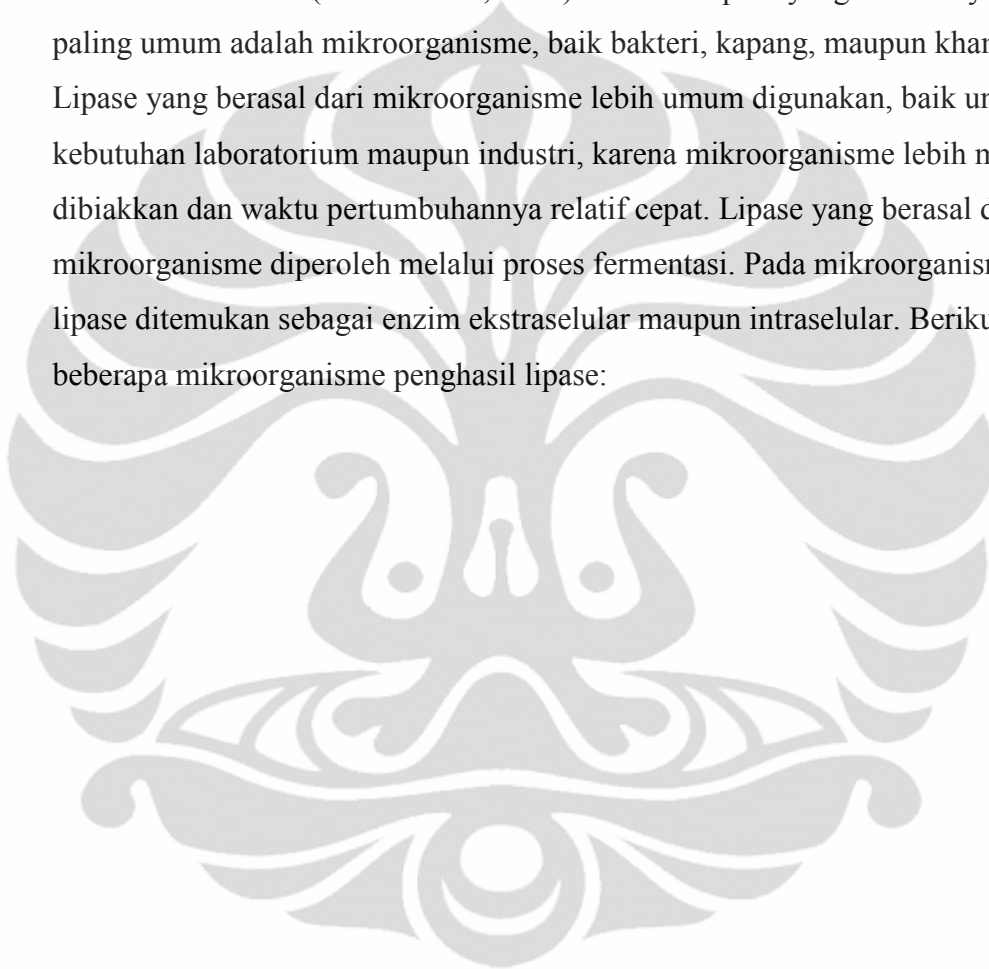 paling umum adalah mikroorganisme, baik bakteri, kapang, maupun
Lipase yang berasal dari mikroorganisme lebih umum digunakan, baik
kebutuhan laboratorium maupun industri, karena mikroorganisme lebih
dibiakkan dan waktu pertumbuhannya relatif cepat. Lipase yang berasal
mikroorganisme diperoleh melalui proses fermentasi. Pada
lipase ditemukan sebagai enzim ekstraselular maupun intraselular.
beberapa mikroorganisme penghasil lipase: